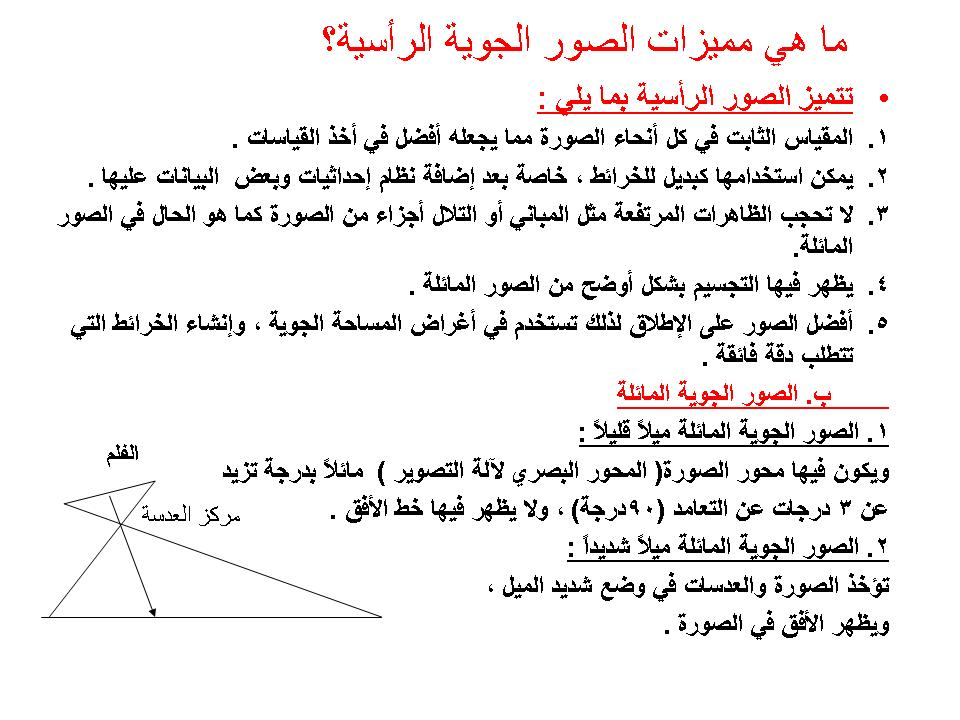 ما هي مميزات الصور الجوية الرأسية؟
• تتميز الصور الرأسية بما يلي :
١. المقياس الثابت في كل أنحاء الصورة مما يجعله أفضل في أخذ القياسات .
٢. يمكن استخدامها كبديل للخرائط ، خاصة بعد إضافة نظام إحداثيات وبعض البيانات عليها .
٣. لا تحجب الظاهرات المرتفعة مثل المباني أو التلال أجزاء من الصورة كما هو الحال في الصور
المائلة.
٤. يظهر فيها التجسيم بشكل أوضح من الصور المائلة .
٥. أفضل الصور على الإطلاق لذلك تستخدم في أغراض المساحة الجوية ، وإنشاء الخرائط التي
تتطلب دقة فائقة .
ب. الصور الجوية المائلة
١. الصور الجوية المائلة ميلاً قليلاً :
ويكون فيها محور الصورة( المحور البصري لآلة التصوير ) مائلاً بدرجة تزيد
عن ٣ درجات عن التعامد (٩٠درجة) ، ولا يظهر فيها خط الأفق .
٢. الصور الجوية المائلة ميلاً شديداً :
تؤخذ الصورة والعدسات في وضع شديد الميل ،
ويظهر الأفق في الصورة .
الفلم
مركز العدسة